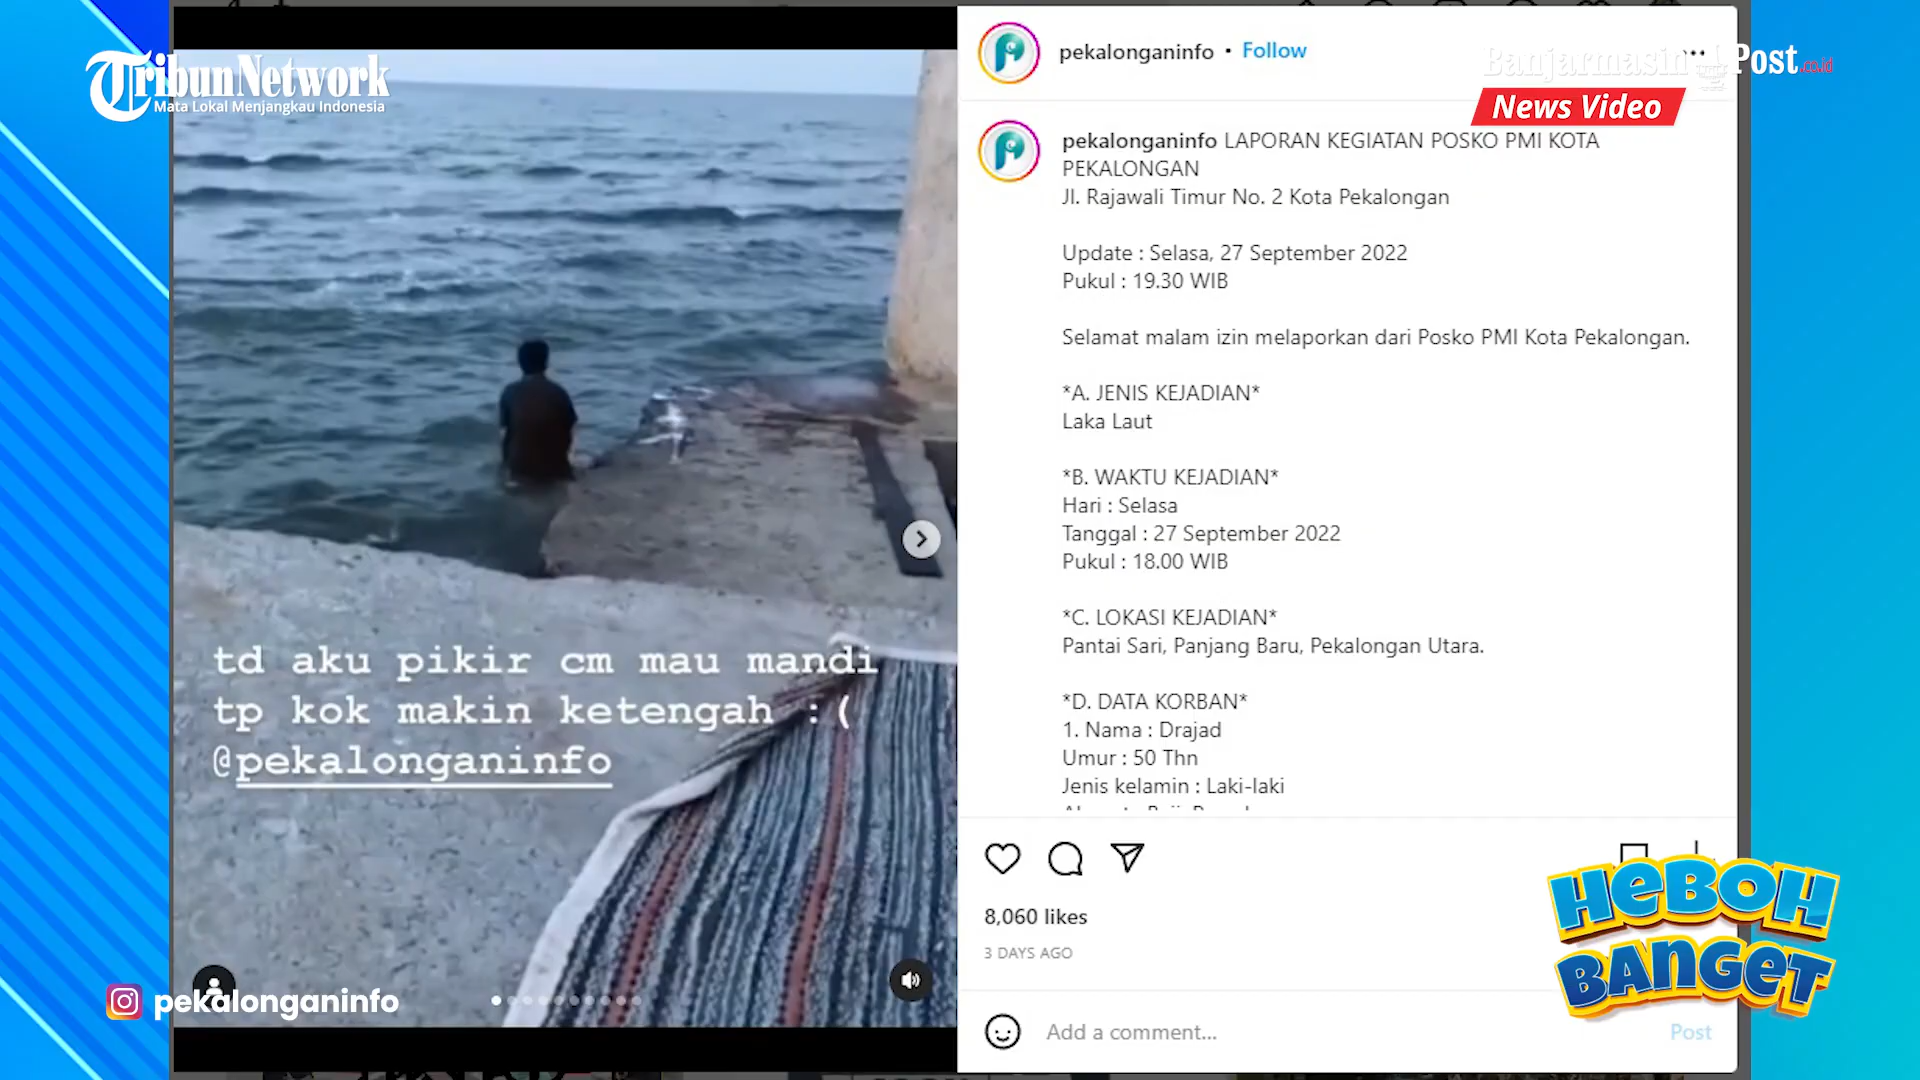 TribunNetwork
Mata Lokal Menjangkau Indonesia
td aku pikir cm mau mandi
tp kok makin ketengah :(
@pekalonganinfo
pekalonganinfo
pekalonganinfo • Follow
Banjarmasin Post.co.id
News Video
pekalonganinfo LAPORAN KEGIATAN POSKO PMI KOTA
PEKALONGAN
Jl. Rajawali Timur No. 2 Kota Pekalongan
Update : Selasa, 27 September 2022
Pukul : 19.30 WIB
Selamat malam izin melaporkan dari Posko PMI Kota Pekalongan.
*A. JENIS KEJADIAN*
Laka Laut
*B. WAKTU KEJADIAN*
Hari : Selasa
Tanggal : 27 September 2022
Pukul : 18.00 WIB
*C. LOKASI KEJADIAN*
Pantai Sari, Panjang Baru, Pekalongan Utara.
*D. DATA KORBAN*
1. Nama : Drajad
Umur : 50 Thn
Jenis kelamin : Laki-laki
8,060 likes
3 DAYS AGO
Add a comment...
Post
HEBOH
BANGET